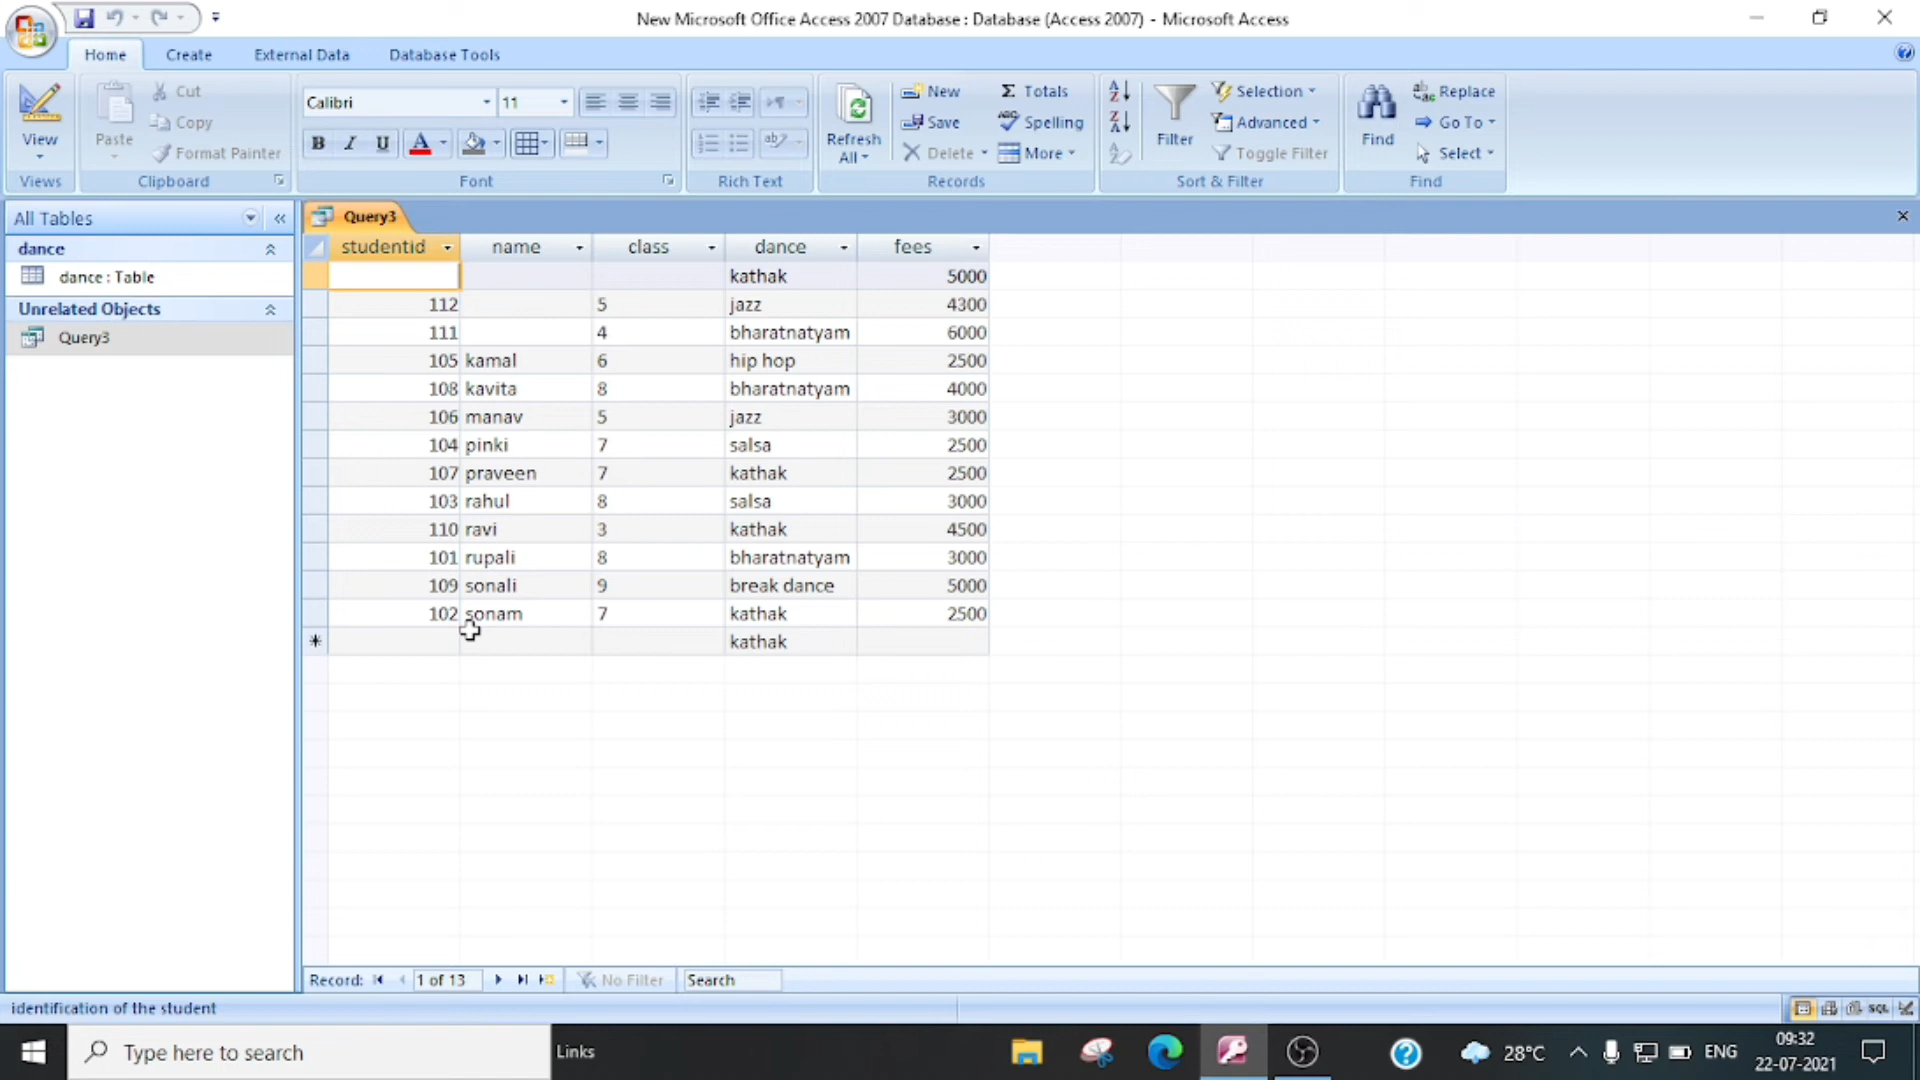 New Microsoft Office Access 2007 Database : Database (Access 2007) - Microsoft Access
Home Create External Data Database Tools
View Paste Cut Copy Format Painter
Calibri 11
B I U A
Refresh All New Save Delete Totals Spelling More
Filter Selection Advanced Toggle Filter
Find Replace Go To Select
Views Clipboard Font Rich Text Records Sort & Filter Find
All Tables
dance
dance : Table
Unrelated Objects
Query3
Query3
studentid name class dance fees
kathak 5000
112 5 jazz 4300
111 4 bharatnatyam 6000
105 kamal 6 hip hop 2500
108 kavita 8 bharatnatyam 4000
106 manav 5 jazz 3000
104 pinki 7 salsa 2500
107 praveen 7 kathak 2500
103 rahul 8 salsa 3000
110 ravi 3 kathak 4500
101 rupali 8 bharatnatyam 3000
109 sonali 9 break dance 5000
102 sonam 7 kathak 2500
* kathak
Record: 1 of 13 No Filter Search
identification of the student SQL
Type here to search Links 28°C ENG 09:32
22-07-2021